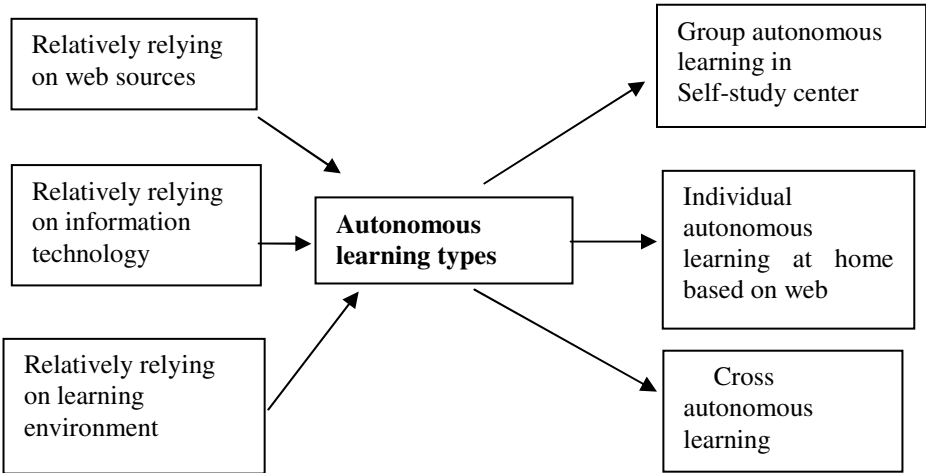 Relatively relying
on web sources
Relatively relying
on information
technology
Relatively relying
on learning
environment
Autonomous
learning types
Group autonomous
learning in
Self-study center
Individual
autonomous
learning at home
based on web
Cross
autonomous
learning